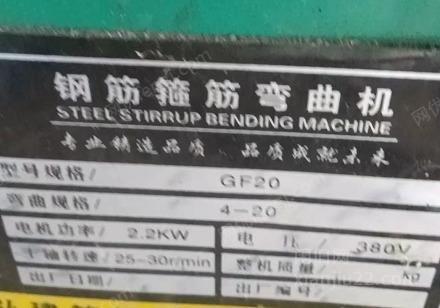 钢筋箍筋弯曲机
STEEL STIRRUP BENDING MACHINE
专业铸造品质 品质成就未来
型号规格/ GF20
弯曲规格/ 4-20
电机功率/ 2.2KW 电 压/ 380V
主轴转速/ 25-30r/min 整机质量/ kg
出厂日期/ 出厂编号/